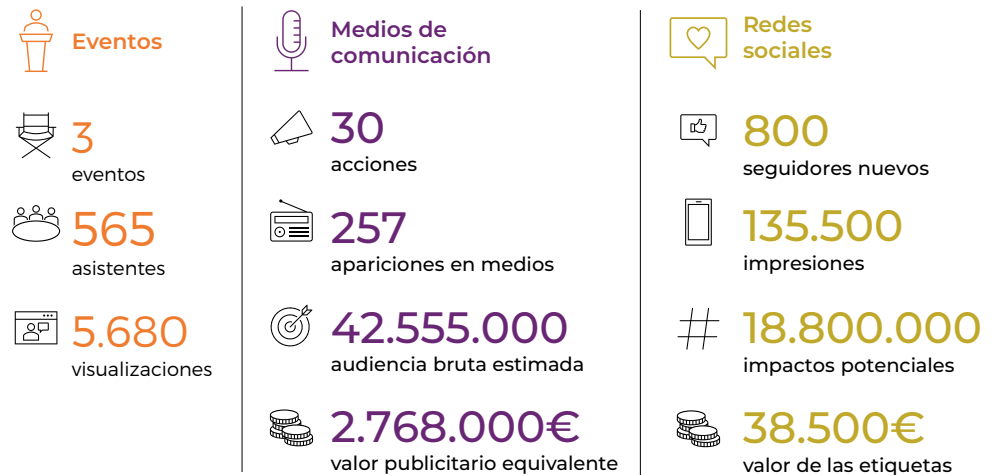 Eventos
3
eventos
565
asistentes
5.680
visualizaciones
Medios de
comunicación
30
acciones
257
apariciones en medios
42.555.000
audiencia bruta estimada
2.768.000€
valor publicitario equivalente
Redes
sociales
800
seguidores nuevos
135.500
impresiones
18.800.000
impactos potenciales
38.500€
valor de las etiquetas